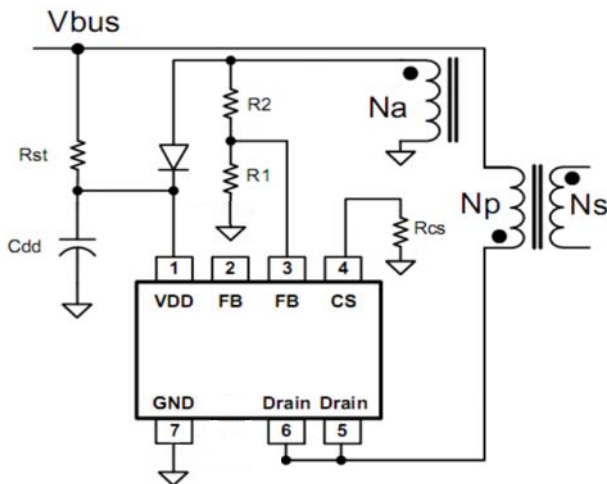 Vbus
R2
Na
Rst
R1
Rcs
Np
Ns
Cdd
1
2
3
4
VDD
FB
FB
CS
GND
Drain
Drain
7
6
5